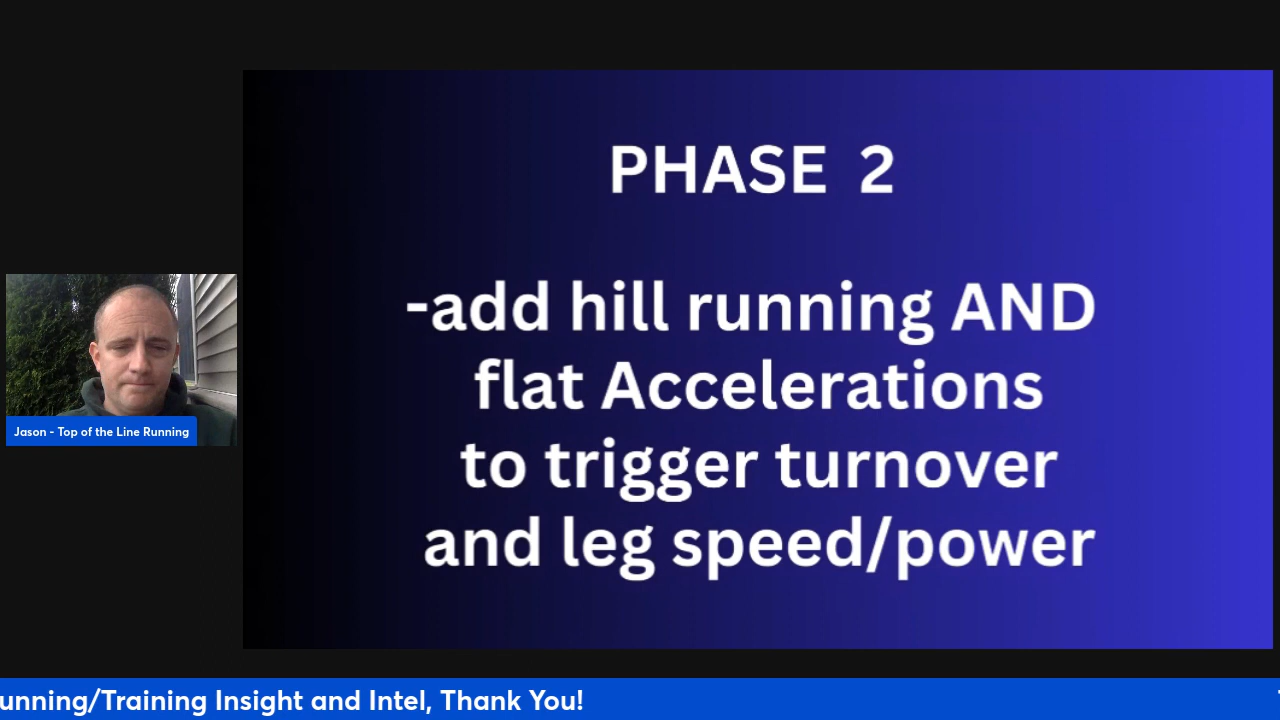 PHASE 2
-add hill running AND
flat Accelerations
to trigger turnover
and leg speed/power
Jason - Top of the Line Running
unning/Training Insight and Intel, Thank You!